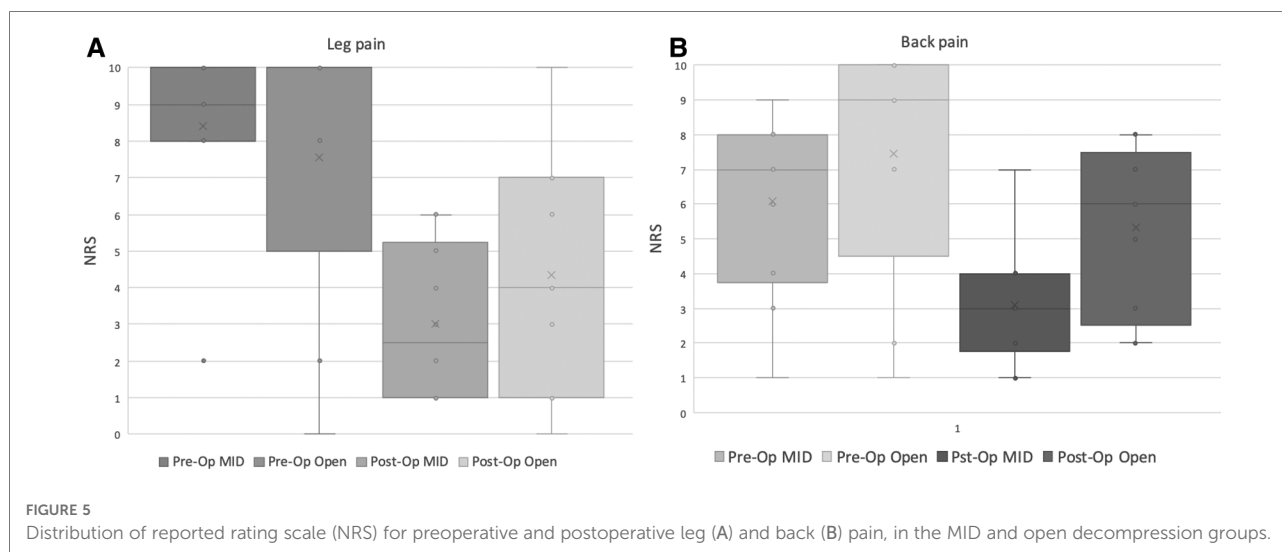 A
Leg pain
10
9
8
7
6
5
4
3
2
1
0
NRS
Pre-Op MID Pre-Op Open Post-Op MID Post-Op Open
B
Back pain
10
9
8
7
6
5
4
3
2
1
0
NRS
1
Pre-Op MID Pre-Op Open Pst-Op MID Post-Op Open
FIGURE 5
Distribution of reported rating scale (NRS) for preoperative and postoperative leg (A) and back (B) pain, in the MID and open decompression groups.